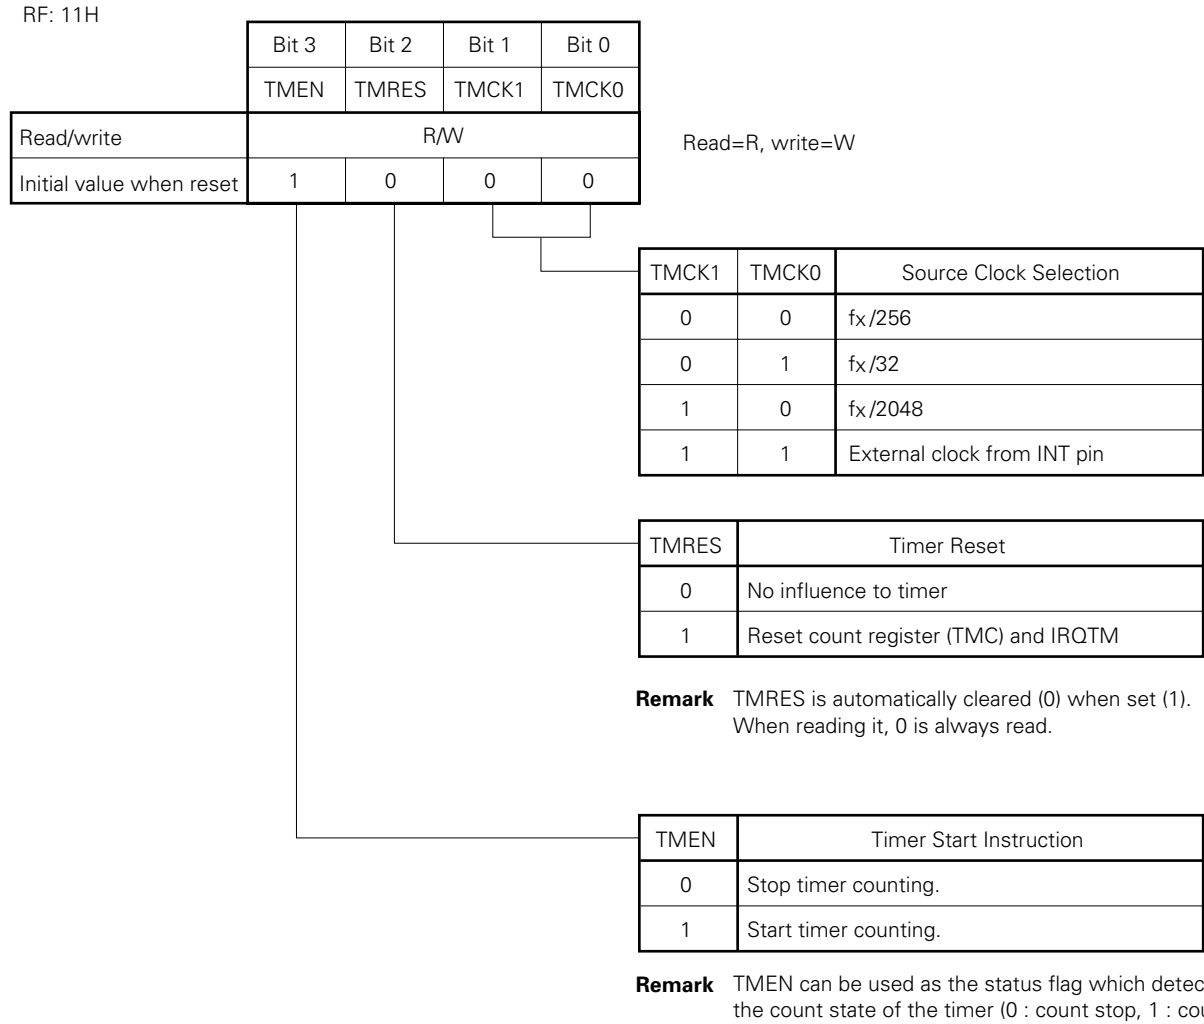 RF: 11H
Bit 3 Bit 2 Bit 1 Bit 0
TMEN TMRES TMCK1 TMCK0
Read/write R/W
Read=R, write=W
Initial value when reset 1 0 0 0
TMCK1 TMCK0 Source Clock Selection
0 0 fx/256
0 1 fx/32
1 0 fx/2048
1 1 External clock from INT pin
TMRES Timer Reset
0 No influence to timer
1 Reset count register (TMC) and IRQTM
Remark TMRES is automatically cleared (0) when set (1).
When reading it, 0 is always read.
TMEN Timer Start Instruction
0 Stop timer counting.
1 Start timer counting.
Remark TMEN can be used as the status flag which
the count state of the timer (0 : count stop, 1 :